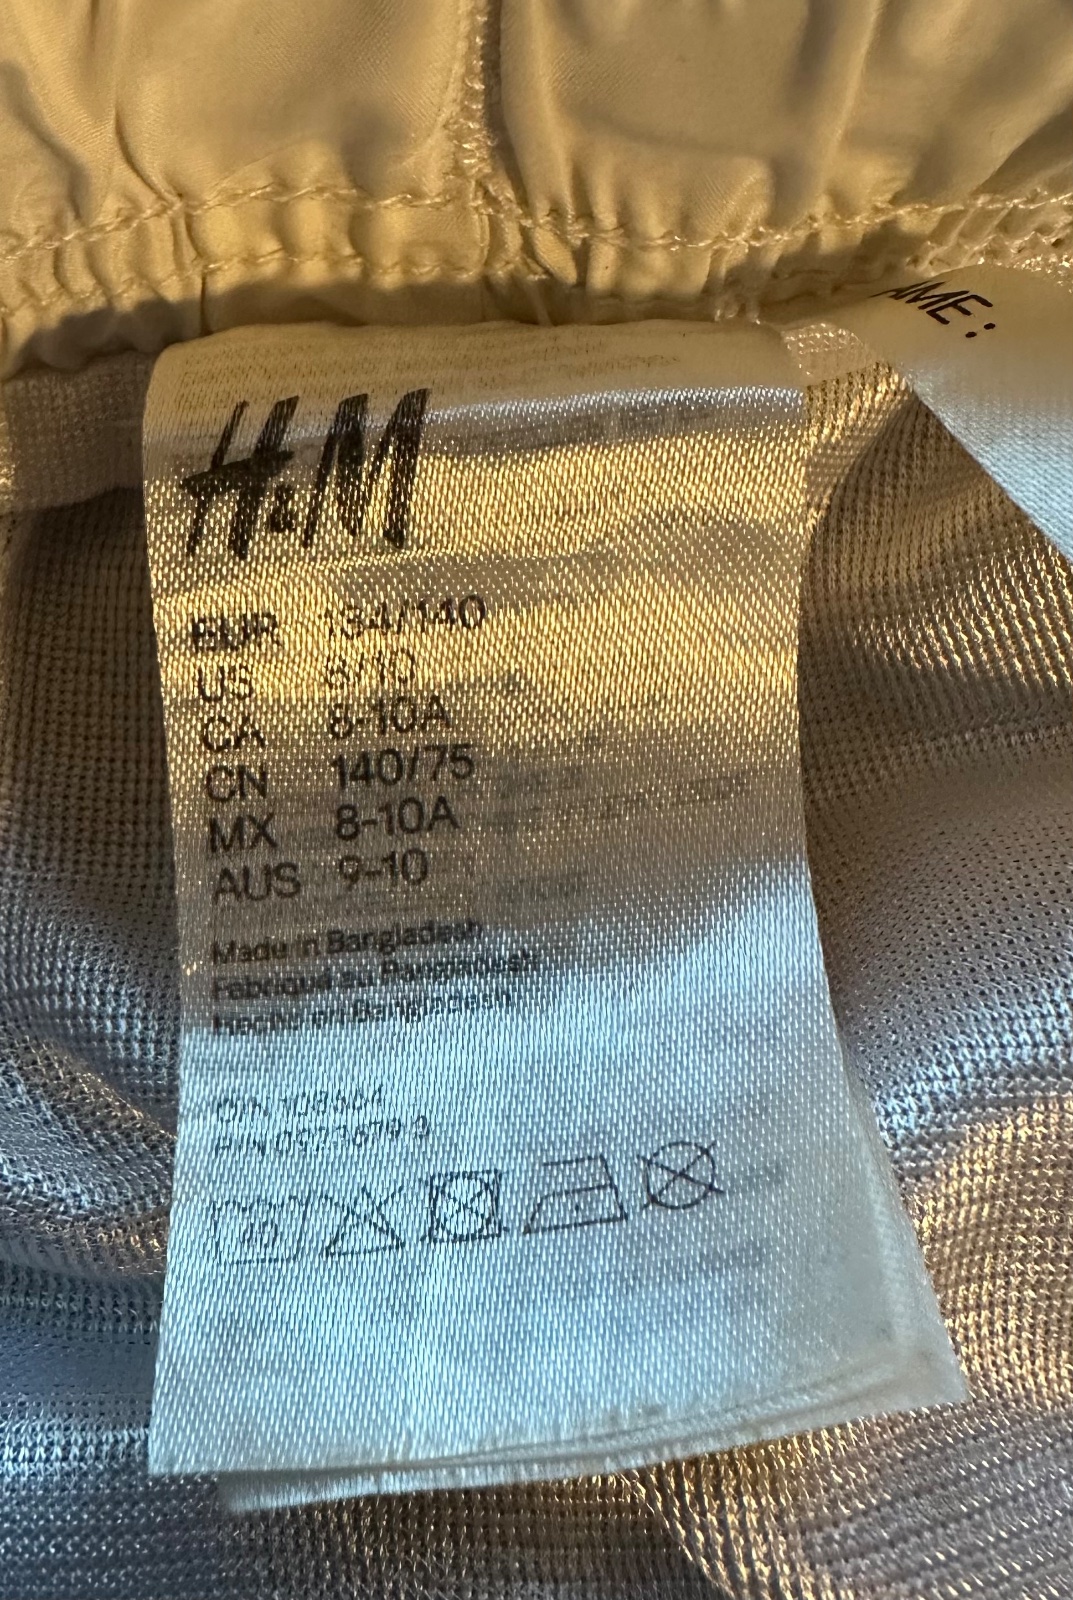 H&M
AME:
EUR 134/140
US 8/10
CA 8-10A
CN 140/75
MX 8-10A
AUS 9-10
Made in Bangladesh
Fabriqué au Bangladesh
Hecho en Bangladesh